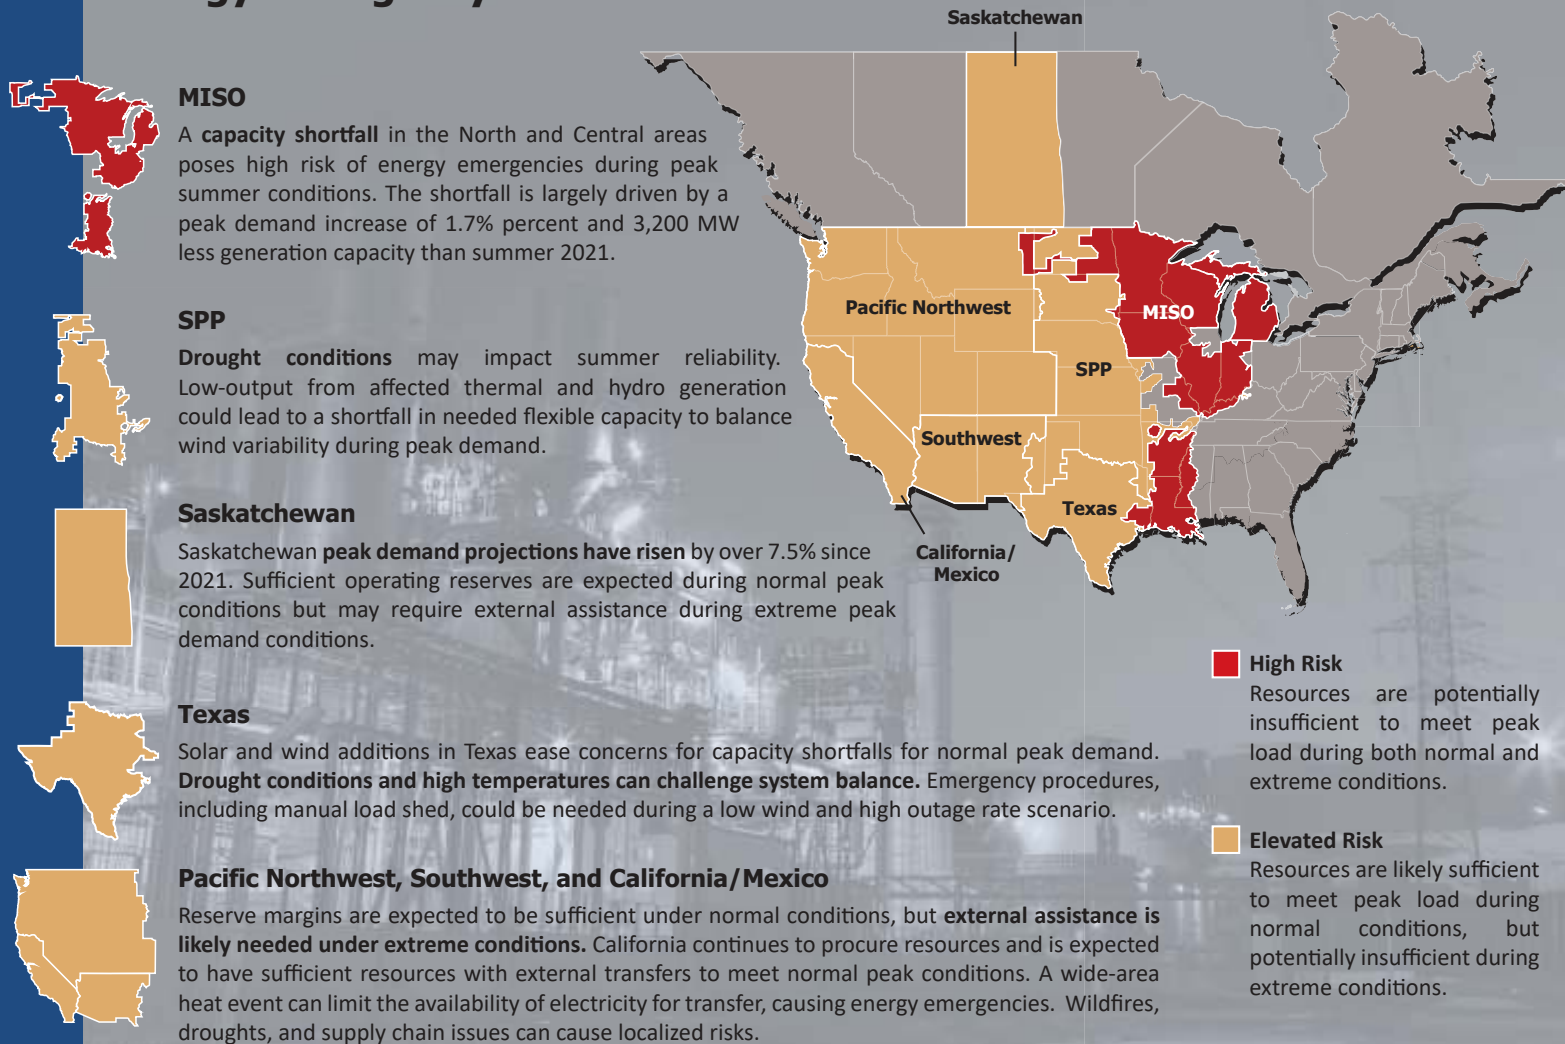 MISO
A capacity shortfall in the North and Central areas
poses high risk of energy emergencies during peak
summer conditions. The shortfall is largely driven by a
peak demand increase of 1.7% percent and 3,200 MW
less generation capacity than summer 2021.
SPP
Drought conditions may impact summer reliability.
Low-output from affected thermal and hydro generation
could lead to a shortfall in needed flexible capacity to balance
wind variability during peak demand.
Saskatchewan
Saskatchewan peak demand projections have risen by over 7.5% since
2021. Sufficient operating reserves are expected during normal peak
conditions but may require external assistance during extreme peak
demand conditions.
Texas
Solar and wind additions in Texas ease concerns for capacity shortfalls for normal peak demand.
Drought conditions and high temperatures can challenge system balance. Emergency procedures,
including manual load shed, could be needed during a low wind and high outage rate scenario.
Pacific Northwest, Southwest, and California/Mexico
Reserve margins are expected to be sufficient under normal conditions, but external assistance is
likely needed under extreme conditions. California continues to procure resources and is expected
to have sufficient resources with external transfers to meet normal peak conditions. A wide-area
heat event can limit the availability of electricity for transfer, causing energy emergencies. Wildfires,
droughts, and supply chain issues can cause localized risks.
Saskatchewan
Pacific Northwest
MISO
SPP
Southwest
Texas
California/
Mexico
High Risk
Resources are potentially
insufficient to meet peak
load during both normal and
extreme conditions.
Elevated Risk
Resources are likely sufficient
to meet peak load during
normal conditions, but
potentially insufficient during
extreme conditions.